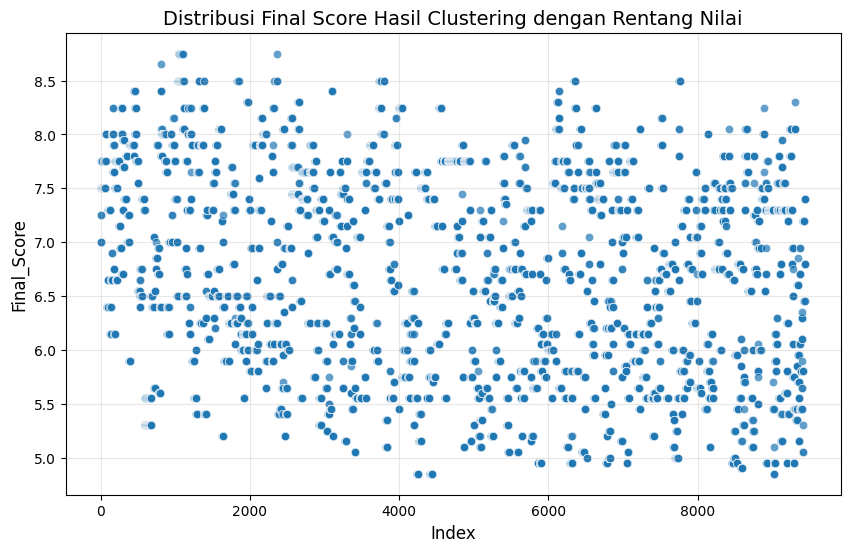 Distribusi Final Score Hasil Clustering dengan Rentang Nilai
Final_Score
8.5
8.0
7.5
7.0
6.5
6.0
5.5
5.0
0 2000 4000 6000 8000
Index